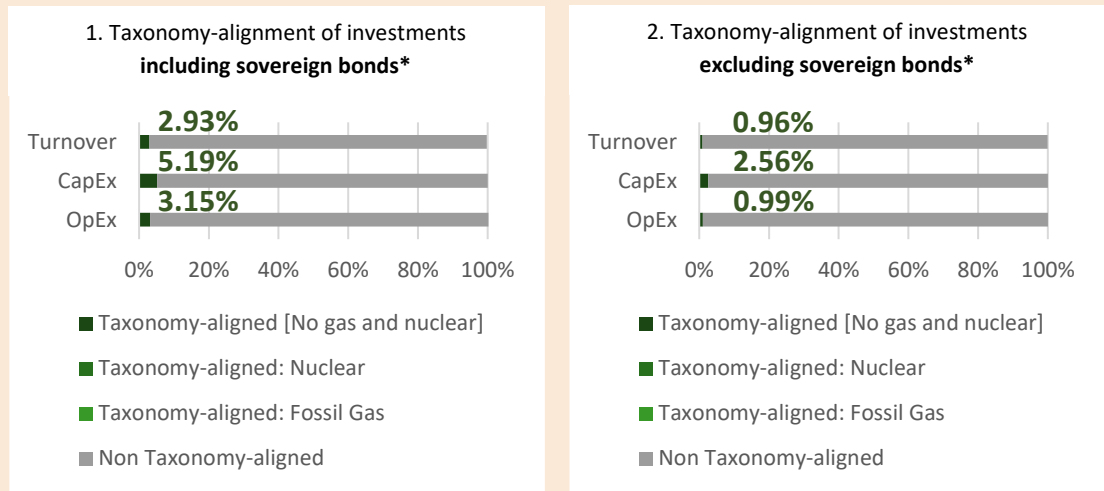 1. Taxonomy-alignment of investments
including sovereign bonds*
2.93%
Turnover
5.19%
CapEx
3.15%
OpEx
0% 20% 40% 60% 80% 100%
Taxonomy-aligned [No gas and nuclear]
Taxonomy-aligned: Nuclear
Taxonomy-aligned: Fossil Gas
Non Taxonomy-aligned
2. Taxonomy-alignment of investments
excluding sovereign bonds*
0.96%
Turnover
2.56%
CapEx
0.99%
OpEx
0% 20% 40% 60% 80% 100%
Taxonomy-aligned [No gas and nuclear]
Taxonomy-aligned: Nuclear
Taxonomy-aligned: Fossil Gas
Non Taxonomy-aligned